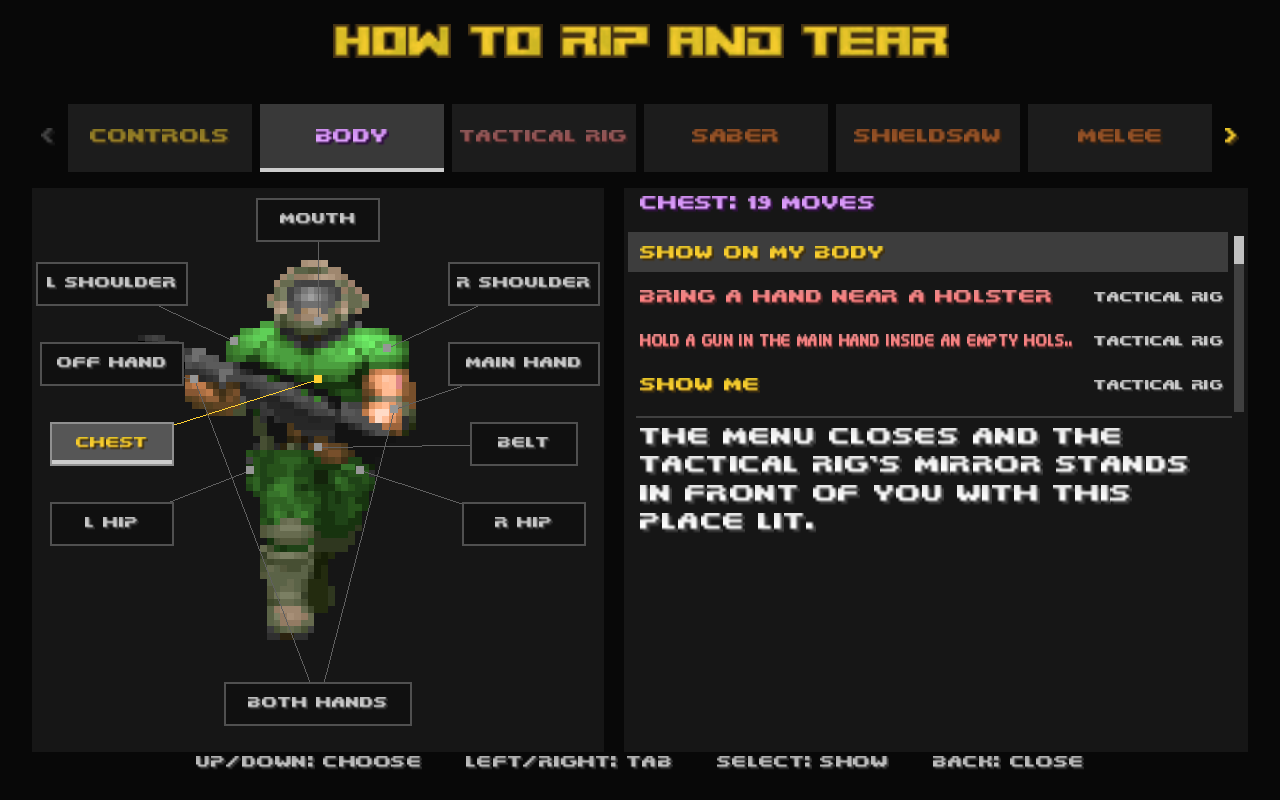 HOW TO RIP AND TEAR
< CONTROLS BODY TACTICAL RIG SABER SHIELDSAW MELEE >
MOUTH
L SHOULDER
R SHOULDER
OFF HAND
MAIN HAND
CHEST
BELT
L HIP
R HIP
BOTH HANDS
CHEST: 19 MOVES
SHOW ON MY BODY
BRING A HAND NEAR A HOLSTER TACTICAL RIG
HOLD A GUN IN THE MAIN HAND INSIDE AN EMPTY HOLS.. TACTICAL RIG
SHOW ME TACTICAL RIG
THE MENU CLOSES AND THE
TACTICAL RIG'S MIRROR STANDS
IN FRONT OF YOU WITH THIS
PLACE LIT.
UP/DOWN: CHOOSE LEFT/RIGHT: TAB SELECT: SHOW BACK: CLOSE